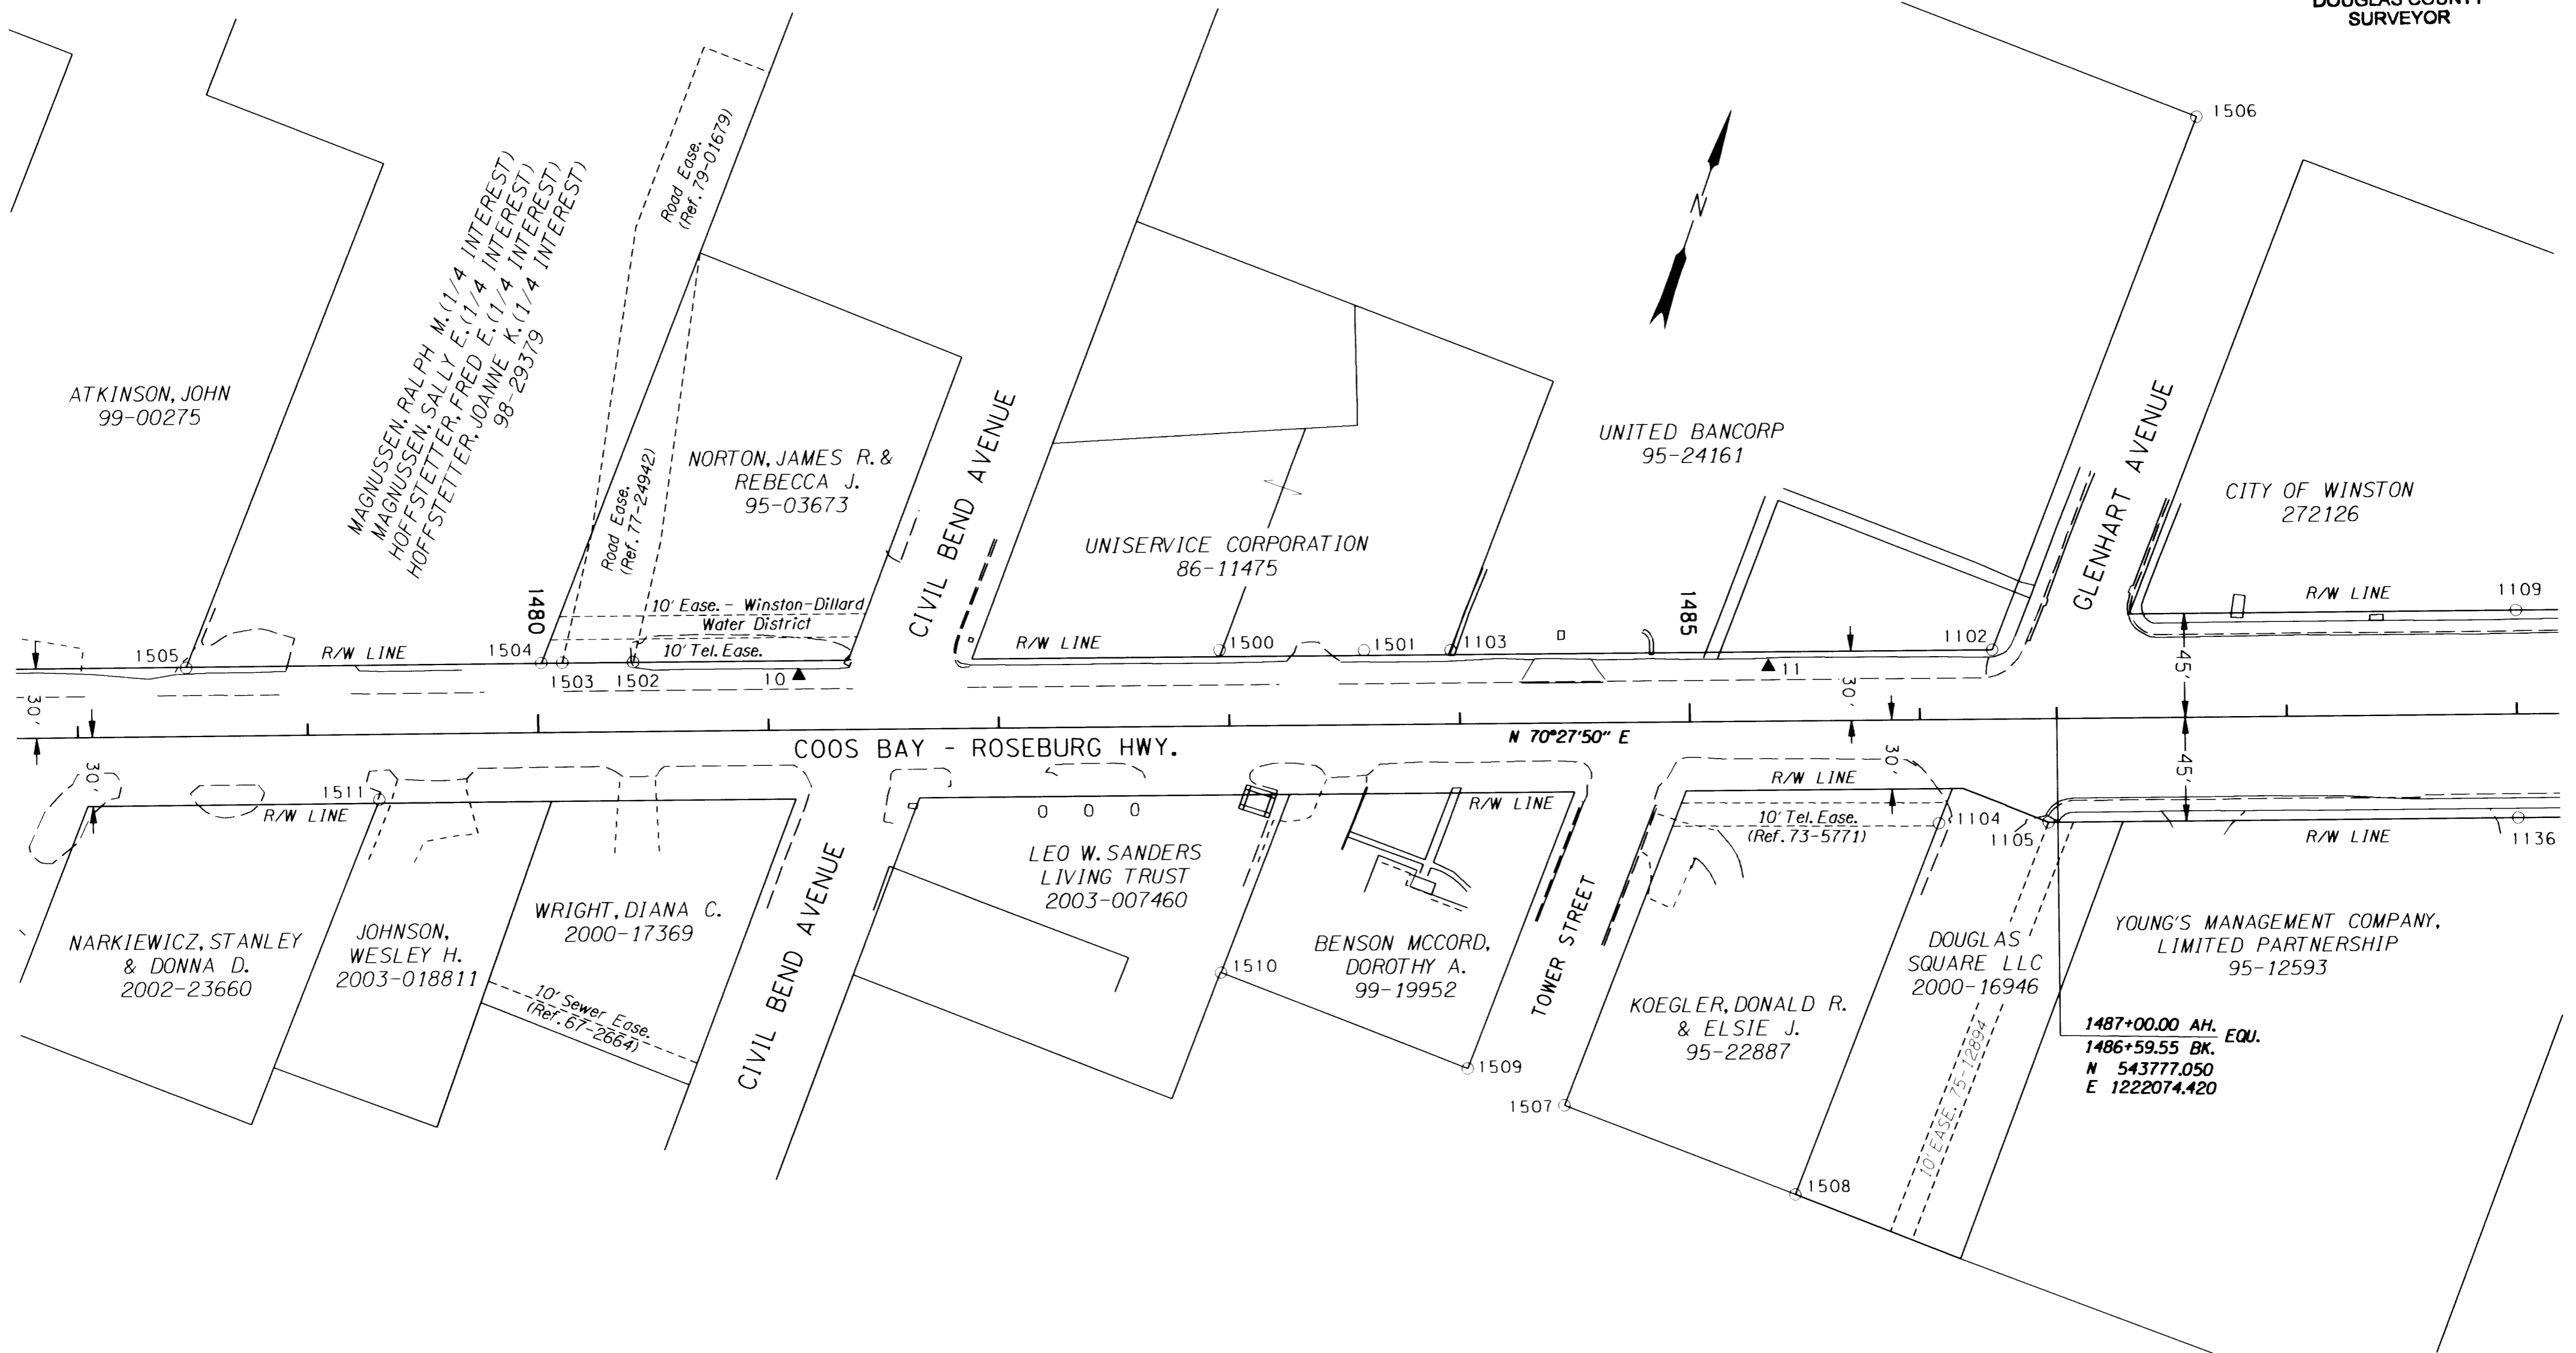 DOUGLAS COUNTY
SURVEYOR
1506
ATKINSON, JOHN
99-00275
MAGNUSSEN, RALPH M. (1/4 INTEREST)
MAGNUSSEN, SALLY E. (1/4 INTEREST)
HOFFSTETTER, FRED E. (1/4 INTEREST)
HOFFSTETTER, JOANNE K. (1/4 INTEREST)
98-29379
Road Ease.
(Ref. 79-01679)
Road Ease.
(Ref. 77-24942)
NORTON, JAMES R. &
REBECCA J.
95-03673
CIVIL BEND AVENUE
UNISERVICE CORPORATION
86-11475
N
UNITED BANCORP
95-24161
GLENHART AVENUE
CITY OF WINSTON
272126
R/W LINE
1109
1480
10' Ease. - Winston-Dillard
Water District
10' Tel. Ease.
1505
R/W LINE
1504
1503
1502
10
R/W LINE
1500
1501
1103
1485
11
1102
30'
30'
45'
COOS BAY - ROSEBURG HWY.
N 70°27'50" E
30'
30'
45'
1511
R/W LINE
R/W LINE
R/W LINE
10' Tel. Ease.
(Ref. 73-5771)
1104
1105
R/W LINE
1136
NARKIEWICZ, STANLEY
& DONNA D.
2002-23660
JOHNSON,
WESLEY H.
2003-018811
WRIGHT, DIANA C.
2000-17369
10' Sewer Ease.
(Ref. 67-2664)
CIVIL BEND AVENUE
LEO W. SANDERS
LIVING TRUST
2003-007460
1510
BENSON MCCORD,
DOROTHY A.
99-19952
1509
TOWER STREET
1507
KOEGLER, DONALD R.
& ELSIE J.
95-22887
1508
DOUGLAS
SQUARE LLC
2000-16946
10' EASE. 75-12894
YOUNG'S MANAGEMENT COMPANY,
LIMITED PARTNERSHIP
95-12593
1487+00.00 AH.
EQU.
1486+59.55 BK.
N 543777.050
E 1222074.420